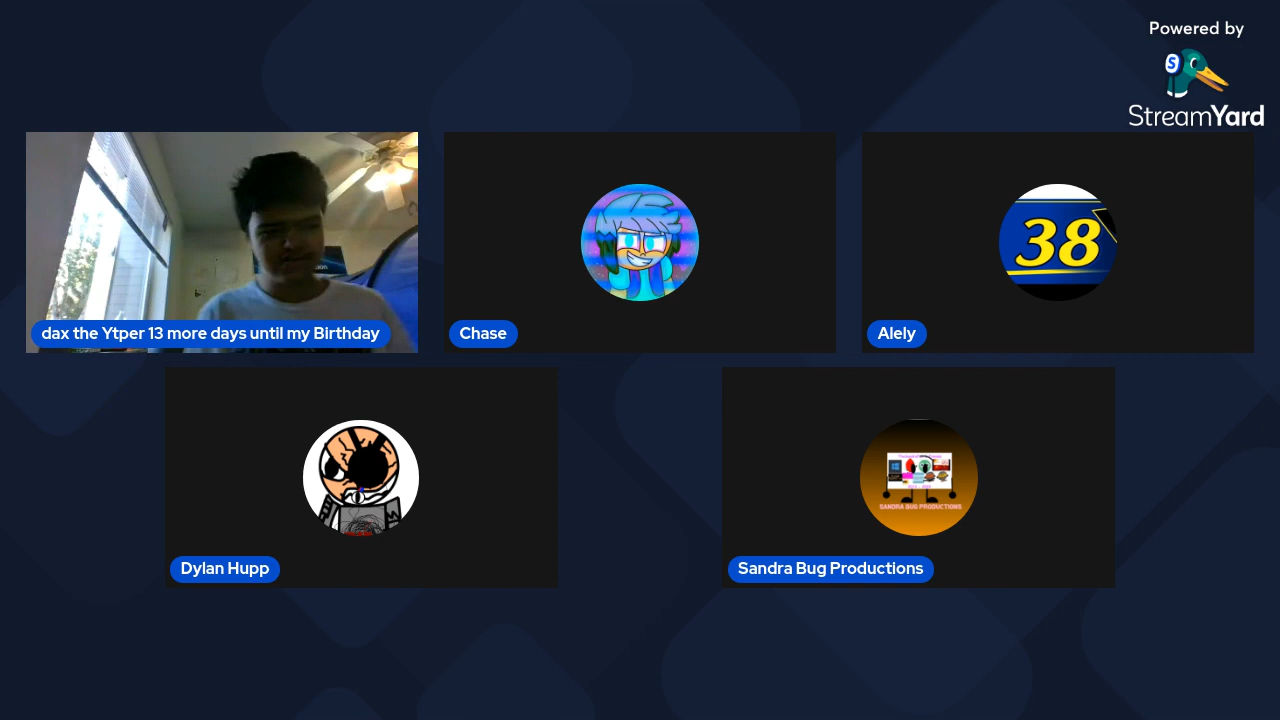 Powered by
S
StreamYard
dax the Ytper 13 more days until my Birthday
Chase
38
Alely
Dylan Hupp
SANDRA BUG PRODUCTIONS
Sandra Bug Productions